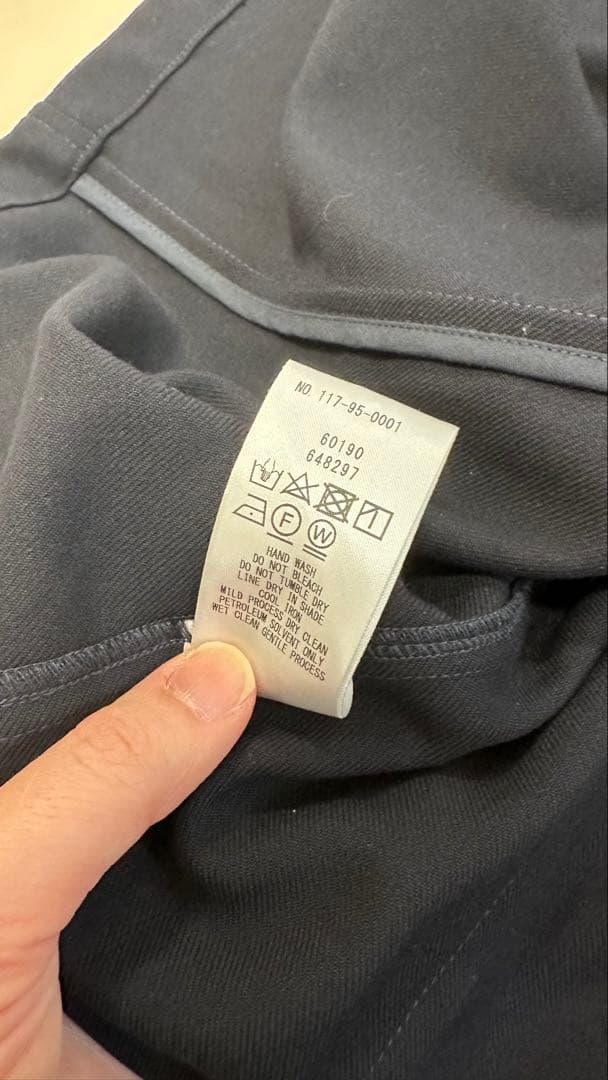 NO. 117-95-0001
60190
648297
F W
HAND WASH
DO NOT BLEACH
DO NOT TUMBLE DRY
LINE DRY IN SHADE
COOL IRON
MILD PROCESS DRY CLEAN
PETROLEUM SOLVENT ONLY
WET CLEAN GENTLE PROCESS